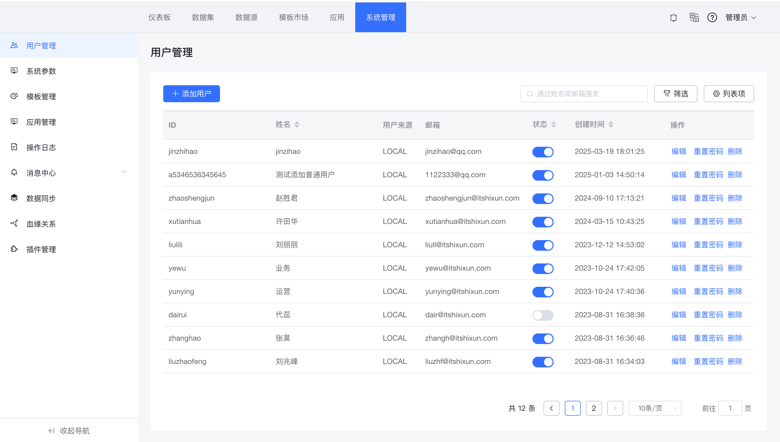 仪表板 数据集 数据源 模板市场 应用 系统管理 管理员
用户管理
系统参数
模板管理
应用管理
操作日志
消息中心
数据同步
血缘关系
插件管理
收起导航
用户管理
添加用户 通过姓名或邮箱搜索 筛选 列表项
ID 姓名 用户来源 邮箱 状态 创建时间 操作
jinzhihao jinzihao LOCAL jinzihao@qq.com 2025-03-19 18:01:25 编辑 重置密码 删除
a5346536345645 测试添加普通用户 LOCAL 1122333@qq.com 2025-01-03 14:50:14 编辑 重置密码 删除
zhaoshengjun 赵胜君 LOCAL zhaoshengjun@itshixun.com 2024-09-10 17:13:21 编辑 重置密码 删除
xutianhua 许田华 LOCAL xutianhua@itshixun.com 2024-03-15 10:43:25 编辑 重置密码 删除
liulili 刘丽丽 LOCAL liull@itshixun.com 2023-12-12 14:53:02 编辑 重置密码 删除
yewu 业务 LOCAL yewu@itshixun.com 2023-10-24 17:42:05 编辑 重置密码 删除
yunying 运营 LOCAL yunying@itshixun.com 2023-10-24 17:40:36 编辑 重置密码 删除
dairui 代蕊 LOCAL dair@itshixun.com 2023-08-31 16:38:36 编辑 重置密码 删除
zhanghao 张昊 LOCAL zhangh@itshixun.com 2023-08-31 16:36:46 编辑 重置密码 删除
liuzhaofeng 刘兆峰 LOCAL liuzhf@itshixun.com 2023-08-31 16:34:03 编辑 重置密码 删除
共 12 条 1 2 10条/页 前往 1 页